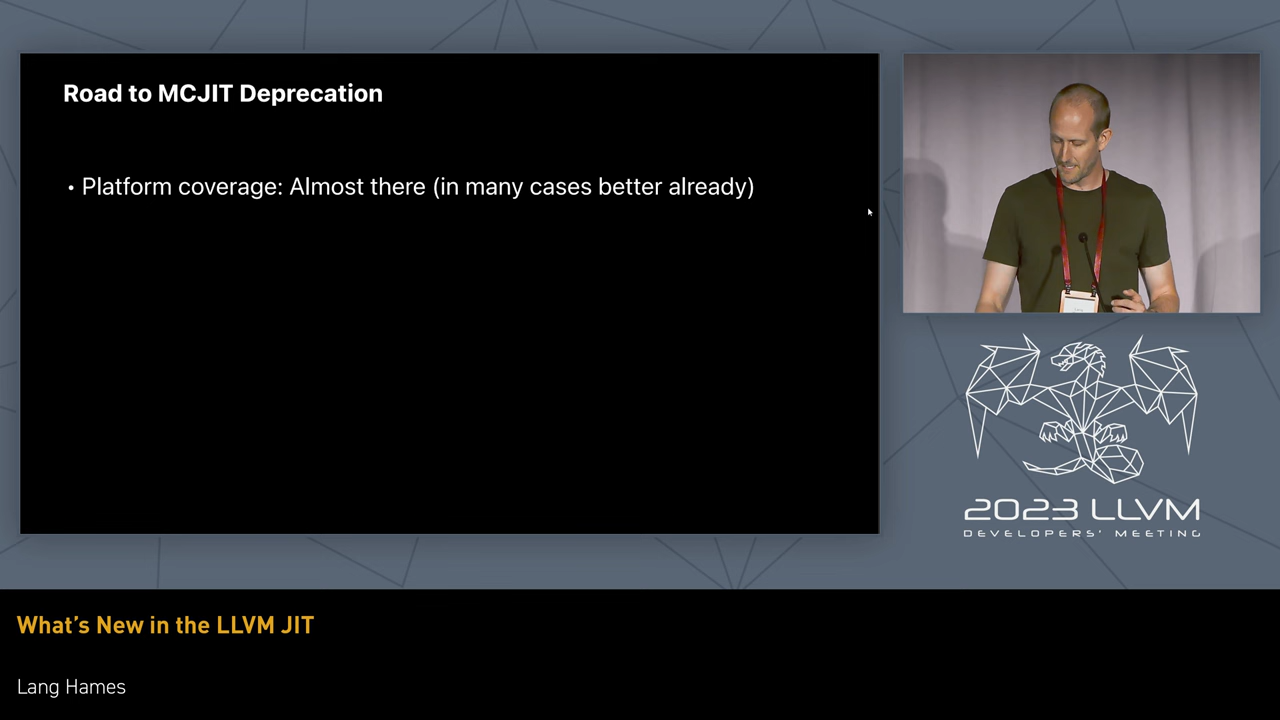 Road to MCJIT Deprecation
• Platform coverage: Almost there (in many cases better already)
2023 LLVM
DEVELOPERS' MEETING
What's New in the LLVM JIT
Lang Hames